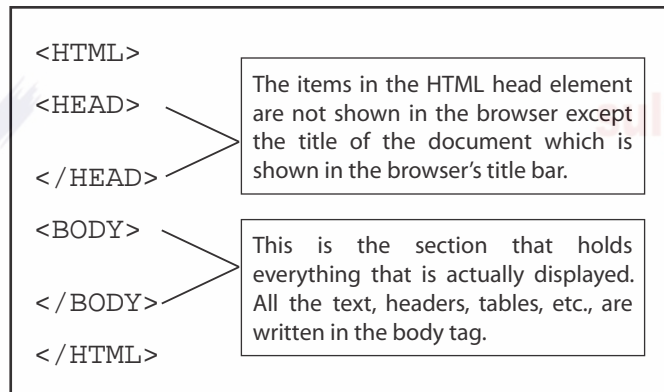 <HTML>
<HEAD>
The items in the HTML head element
are not shown in the browser except
the title of the document which is
shown in the browser's title bar.
</HEAD>
<BODY>
This is the section that holds
everything that is actually displayed.
All the text, headers, tables, etc., are
written in the body tag.
</BODY>
</HTML>